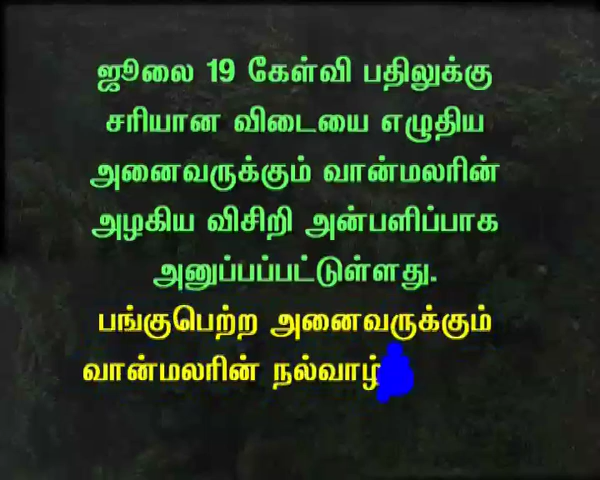 ஜூலை 19 கேள்வி பதிலுக்கு
சரியான விடையை எழுதிய
அனைவருக்கும் வான்மலரின்
அழகிய விசிறி அன்பளிப்பாக
அனுப்பப்பட்டுள்ளது.
பங்குபெற்ற அனைவருக்கும்
வான்மலரின்